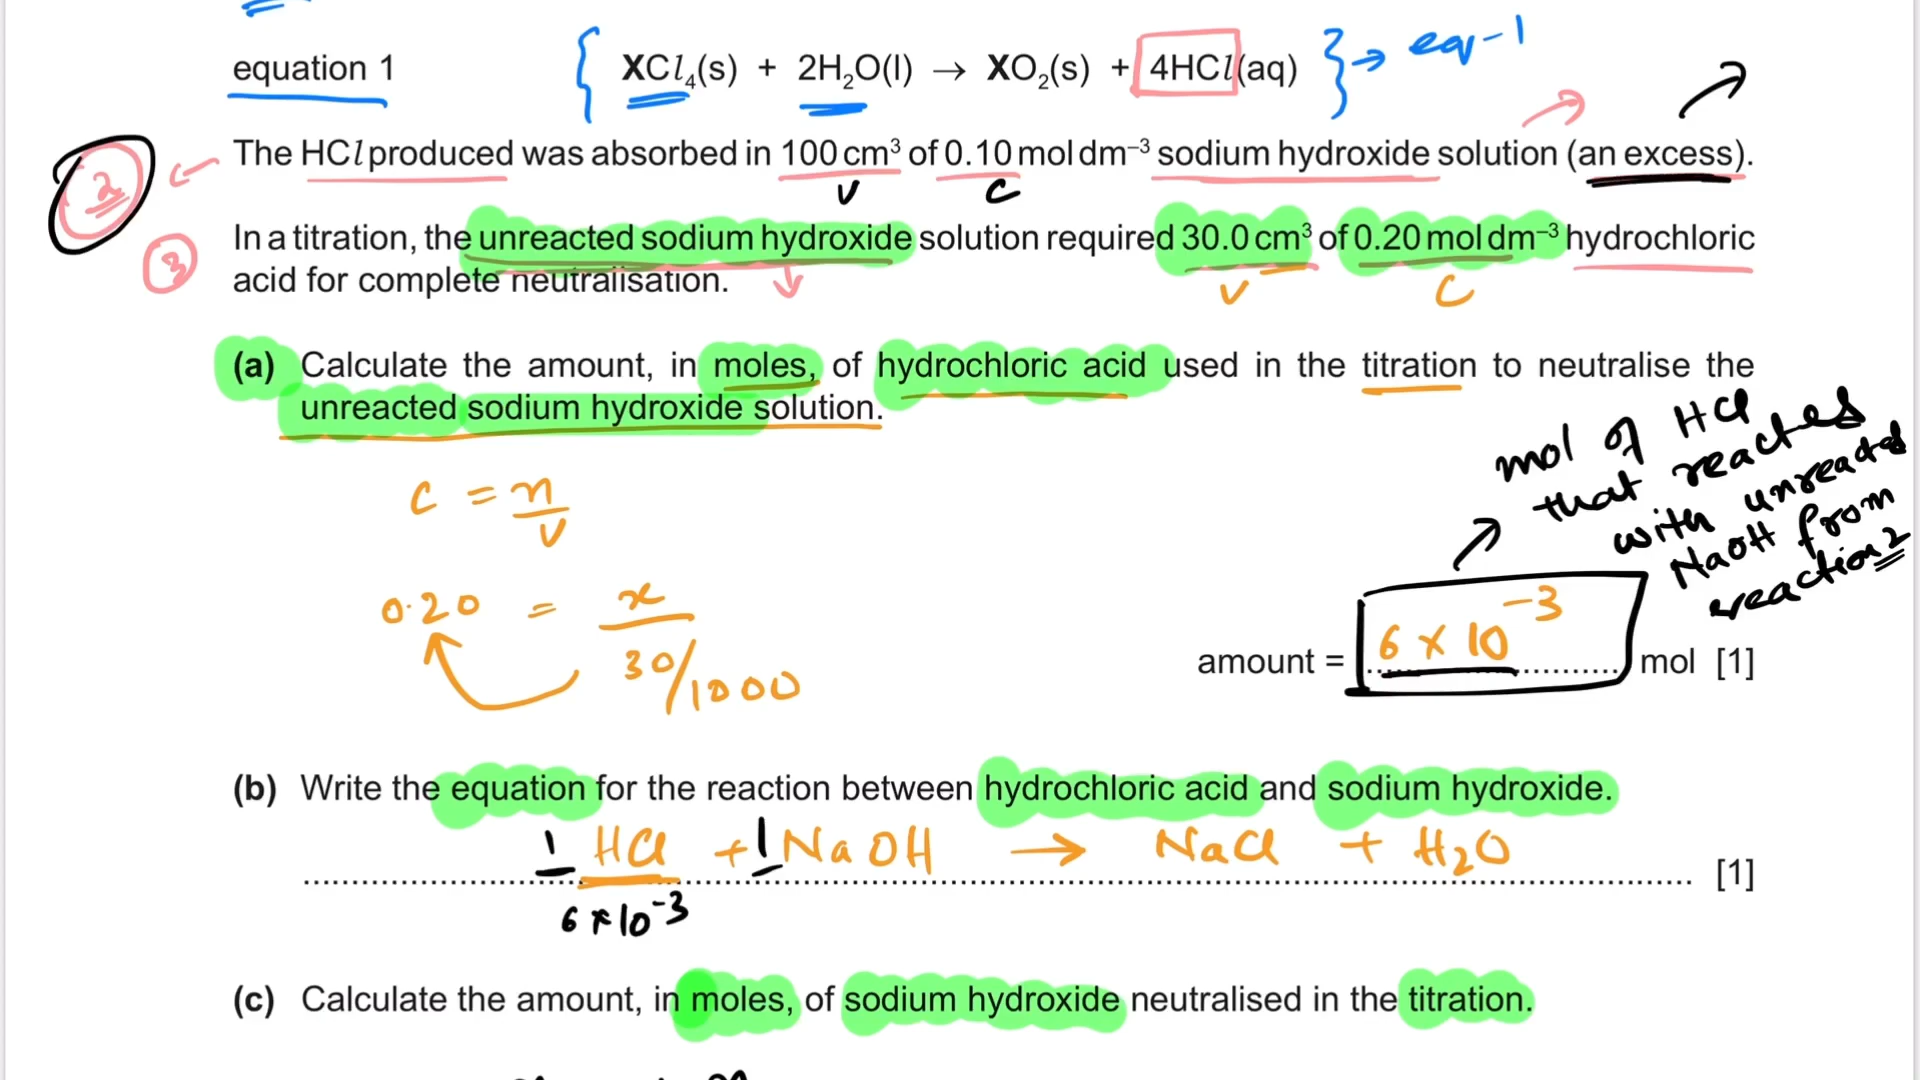 equation 1 { XCl₄(s) + 2H₂O(l) → XO₂(s) + 4HCl(aq) } → eq-1
2 ← The HCl produced was absorbed in 100 cm³ of 0.10 mol dm⁻³ sodium hydroxide solution (an excess).
V C
In a titration, the unreacted sodium hydroxide solution required 30.0 cm³ of 0.20 mol dm⁻³ hydrochloric
3 acid for complete neutralisation.
V C
(a) Calculate the amount, in moles, of hydrochloric acid used in the titration to neutralise the
unreacted sodium hydroxide solution.
mol of HCl
that reacted
with unreacted
NaOH from
reaction 2
C = n/V
0.20 = x / 30/1000
amount = 6 × 10⁻³ mol [1]
(b) Write the equation for the reaction between hydrochloric acid and sodium hydroxide.
1 HCl + 1 NaOH → NaCl + H₂O [1]
6 × 10⁻³
(c) Calculate the amount, in moles, of sodium hydroxide neutralised in the titration.